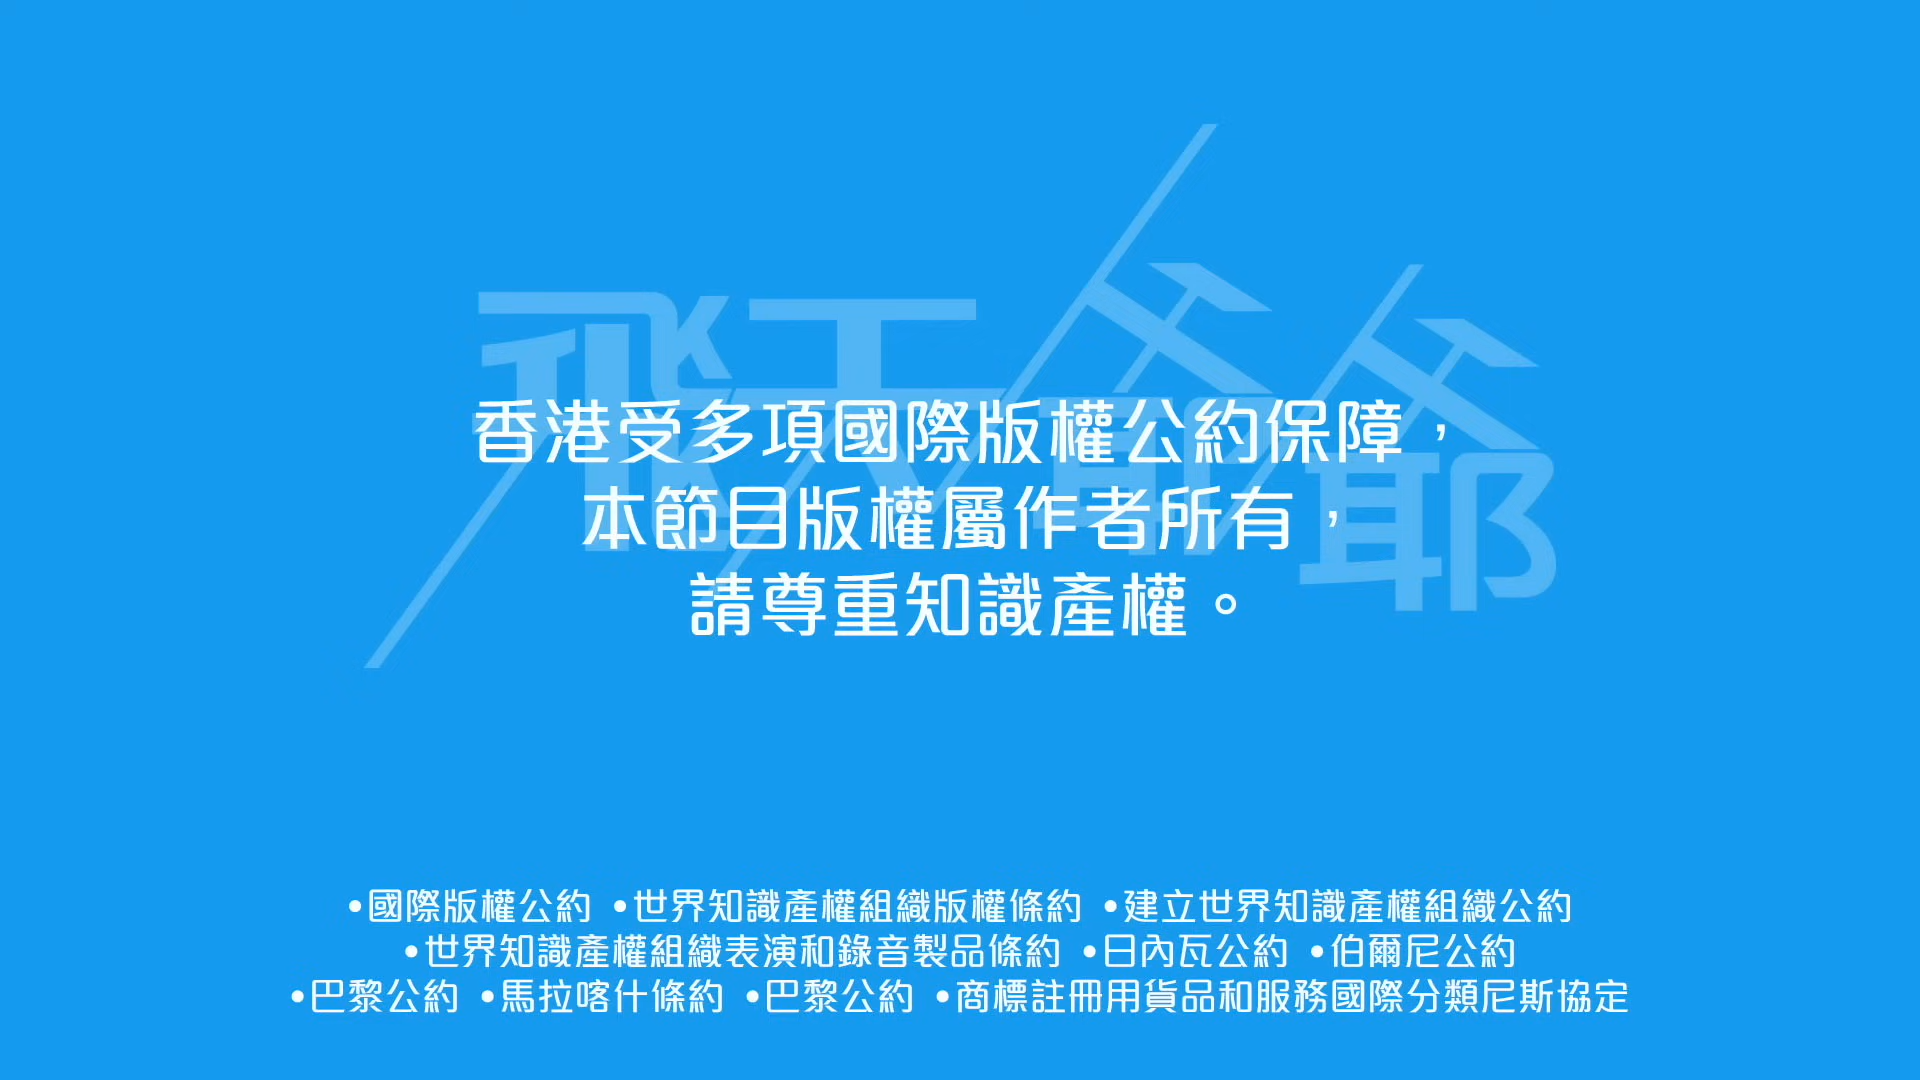 飛天爺爺
香港受多項國際版權公約保障，
本節目版權屬作者所有，
請尊重知識產權。
•國際版權公約 •世界知識產權組織版權條約 •建立世界知識產權組織公約
•世界知識產權組織表演和錄音製品條約 •日內瓦公約 •伯爾尼公約
•巴黎公約 •馬拉喀什條約 •巴黎公約 •商標註冊用貨品和服務國際分類尼斯協定